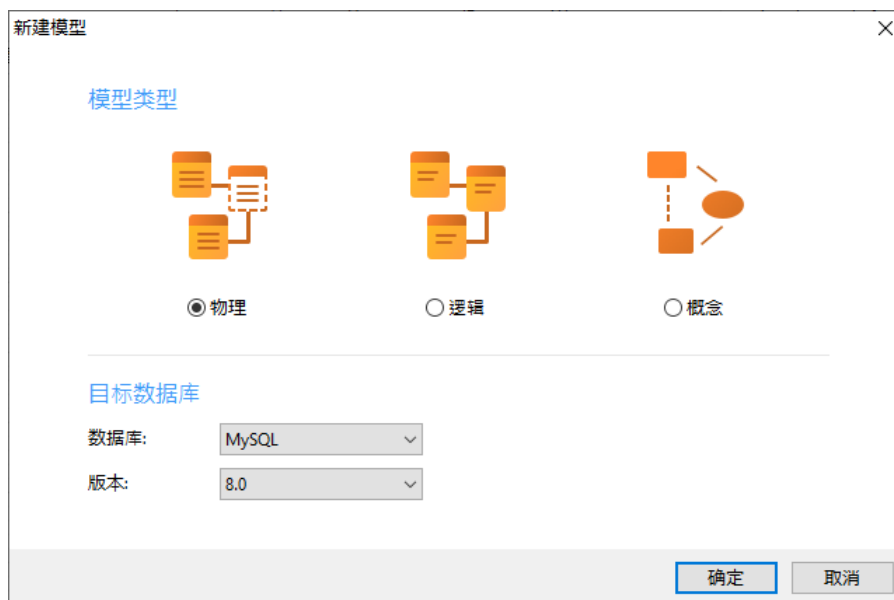 新建模型
模型类型
物理
逻辑
概念
目标数据库
数据库:
MySQL
版本:
8.0
确定
取消